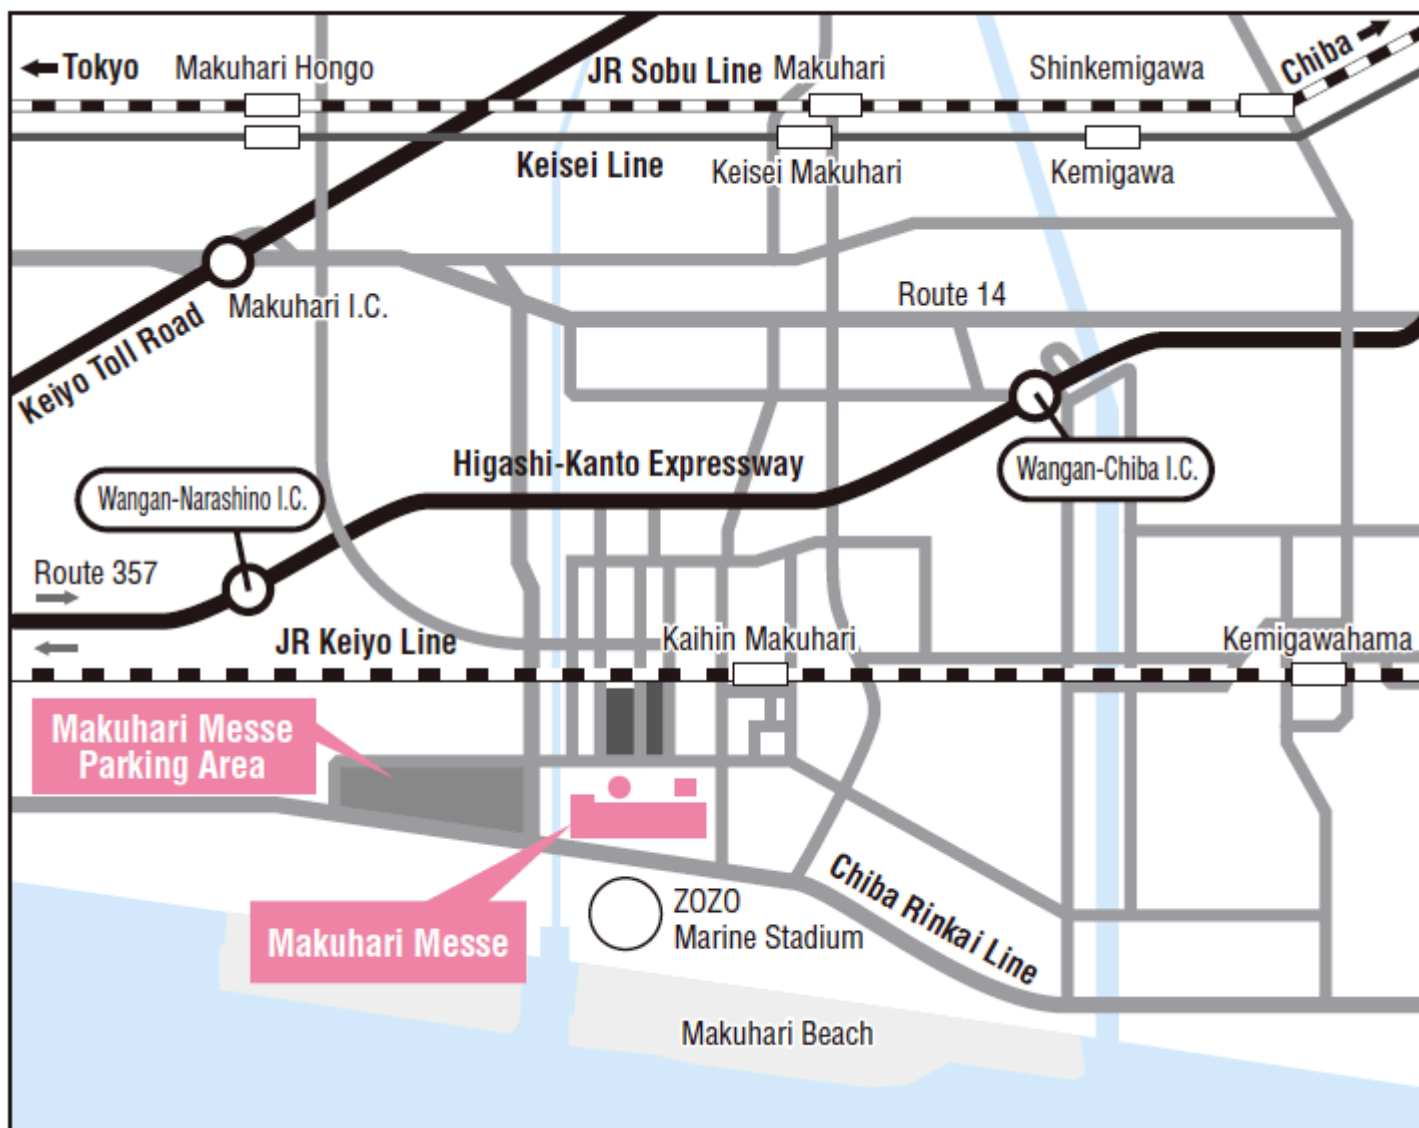 Tokyo
Makuhari Hongo
JR Sobu Line
Makuhari
Shinkemigawa
Chiba
Keisei Line
Keisei Makuhari
Kemigawa
Makuhari I.C.
Keiyo Toll Road
Route 14
Higashi-Kanto Expressway
Wangan-Chiba I.C.
Wangan-Narashino I.C.
Route 357
JR Keiyo Line
Kaihin Makuhari
Kemigawahama
Makuhari Messe
Parking Area
Makuhari Messe
ZOZO
Marine Stadium
Chiba Rinkai Line
Makuhari Beach